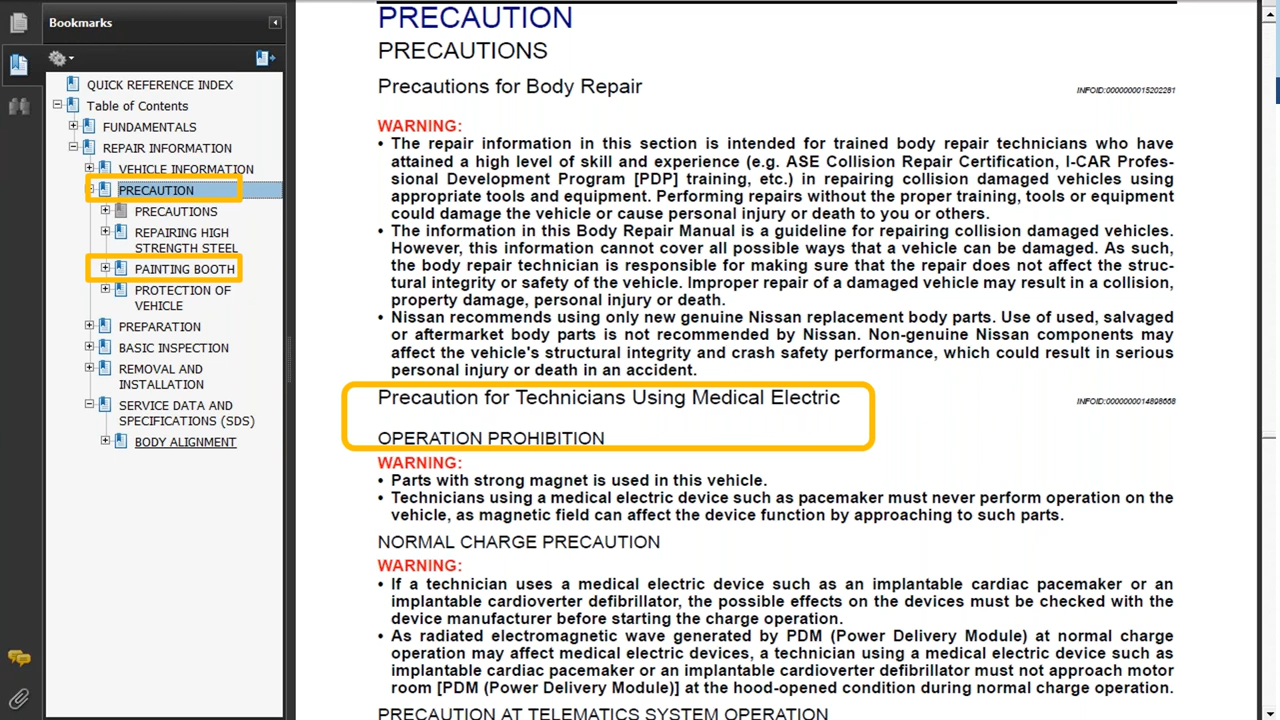 Bookmarks
QUICK REFERENCE INDEX
Table of Contents
FUNDAMENTALS
REPAIR INFORMATION
VEHICLE INFORMATION
PRECAUTION
PRECAUTIONS
REPAIRING HIGH
STRENGTH STEEL
PAINTING BOOTH
PROTECTION OF
VEHICLE
PREPARATION
BASIC INSPECTION
REMOVAL AND
INSTALLATION
SERVICE DATA AND
SPECIFICATIONS (SDS)
BODY ALIGNMENT
PRECAUTION
PRECAUTIONS
Precautions for Body Repair
INFOID:0000000015202281
WARNING:
• The repair information in this section is intended for trained body repair technicians who have
attained a high level of skill and experience (e.g. ASE Collision Repair Certification, I-CAR Profes-
sional Development Program [PDP] training, etc.) in repairing collision damaged vehicles using
appropriate tools and equipment. Performing repairs without the proper training, tools or equipment
could damage the vehicle or cause personal injury or death to you or others.
• The information in this Body Repair Manual is a guideline for repairing collision damaged vehicles.
However, this information cannot cover all possible ways that a vehicle can be damaged. As such,
the body repair technician is responsible for making sure that the repair does not affect the struc-
tural integrity or safety of the vehicle. Improper repair of a damaged vehicle may result in a collision,
property damage, personal injury or death.
• Nissan recommends using only new genuine Nissan replacement body parts. Use of used, salvaged
or aftermarket body parts is not recommended by Nissan. Non-genuine Nissan components may
affect the vehicle's structural integrity and crash safety performance, which could result in serious
personal injury or death in an accident.
Precaution for Technicians Using Medical Electric
INFOID:0000000014898668
OPERATION PROHIBITION
WARNING:
• Parts with strong magnet is used in this vehicle.
• Technicians using a medical electric device such as pacemaker must never perform operation on the
vehicle, as magnetic field can affect the device function by approaching to such parts.
NORMAL CHARGE PRECAUTION
WARNING:
• If a technician uses a medical electric device such as an implantable cardiac pacemaker or an
implantable cardioverter defibrillator, the possible effects on the devices must be checked with the
device manufacturer before starting the charge operation.
• As radiated electromagnetic wave generated by PDM (Power Delivery Module) at normal charge
operation may affect medical electric devices, a technician using a medical electric device such as
implantable cardiac pacemaker or an implantable cardioverter defibrillator must not approach motor
room [PDM (Power Delivery Module)] at the hood-opened condition during normal charge operation.
PRECAUTION AT TELEMATICS SYSTEM OPERATION